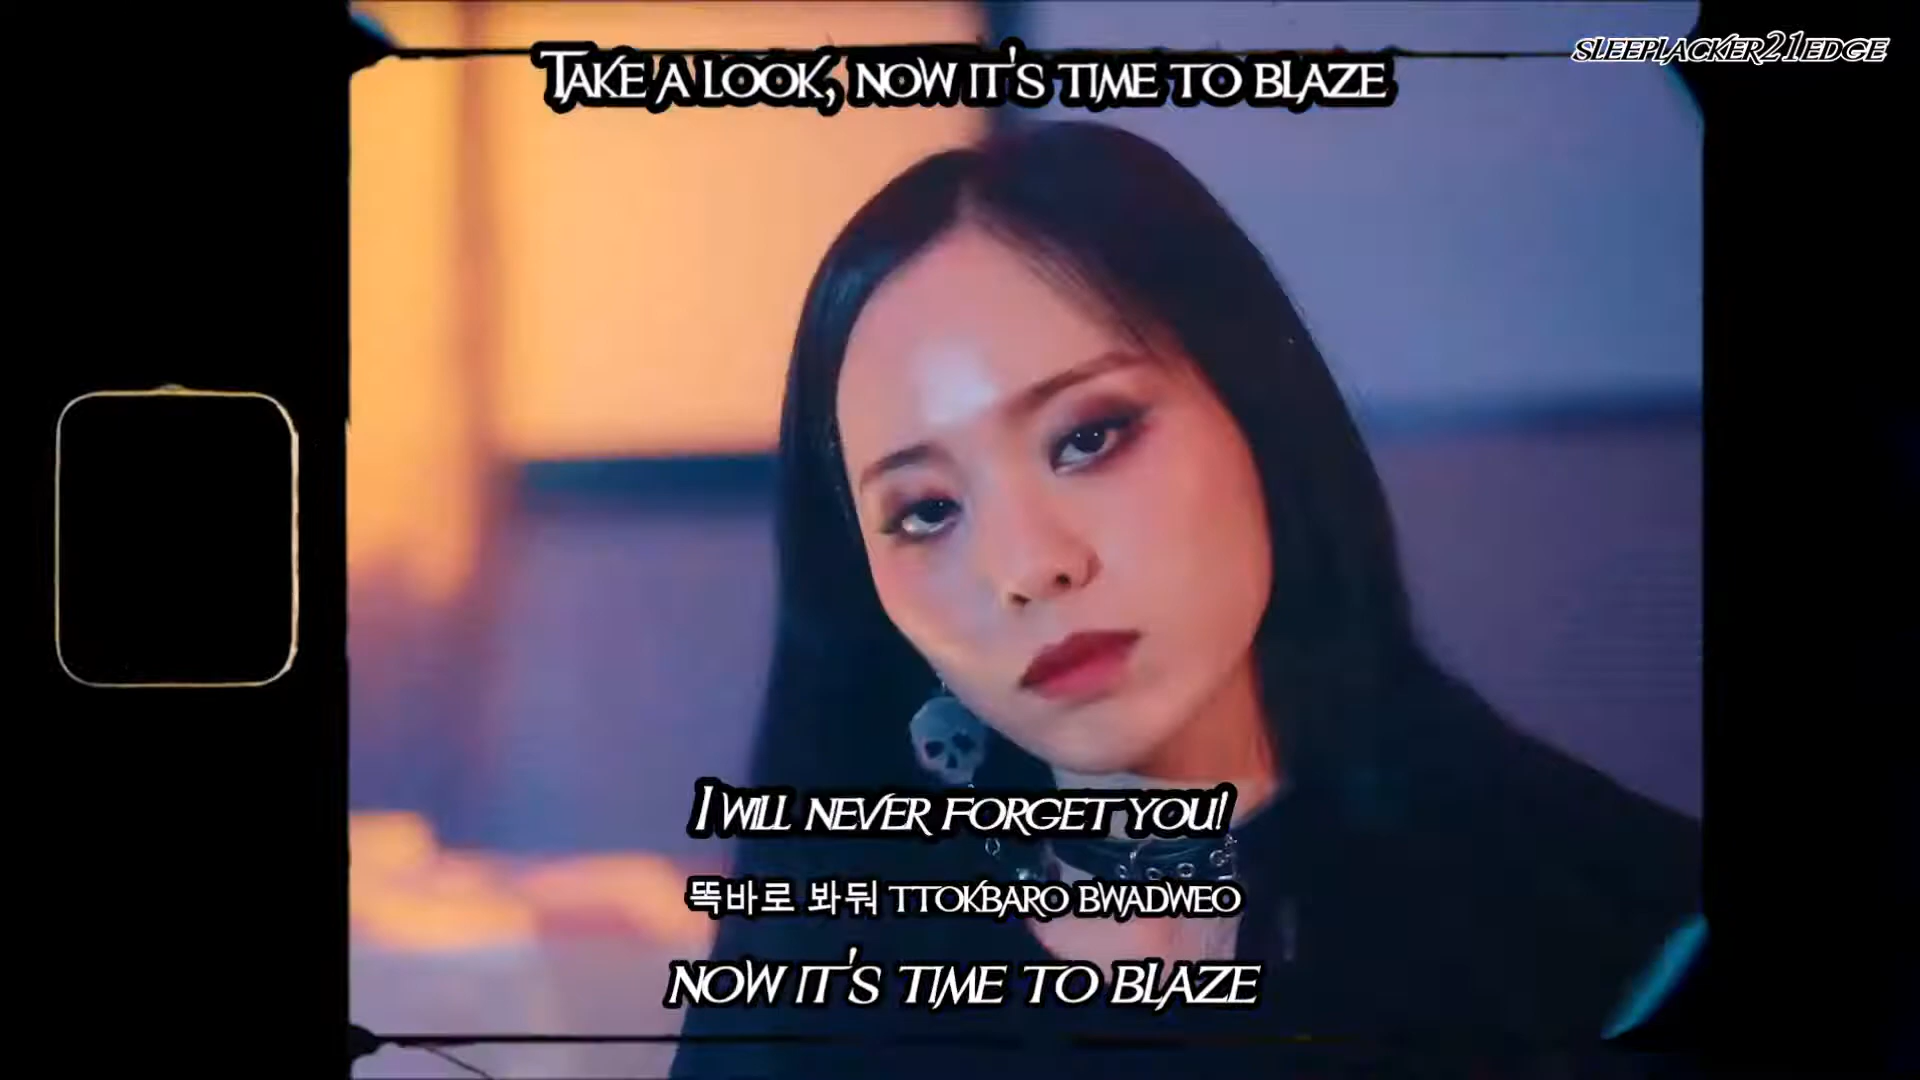 sleeplacker21edge
Take a look, now it's time to blaze
I will never forget you!
똑바로 봐둬 ttokbaro bwadweo
now it's time to blaze